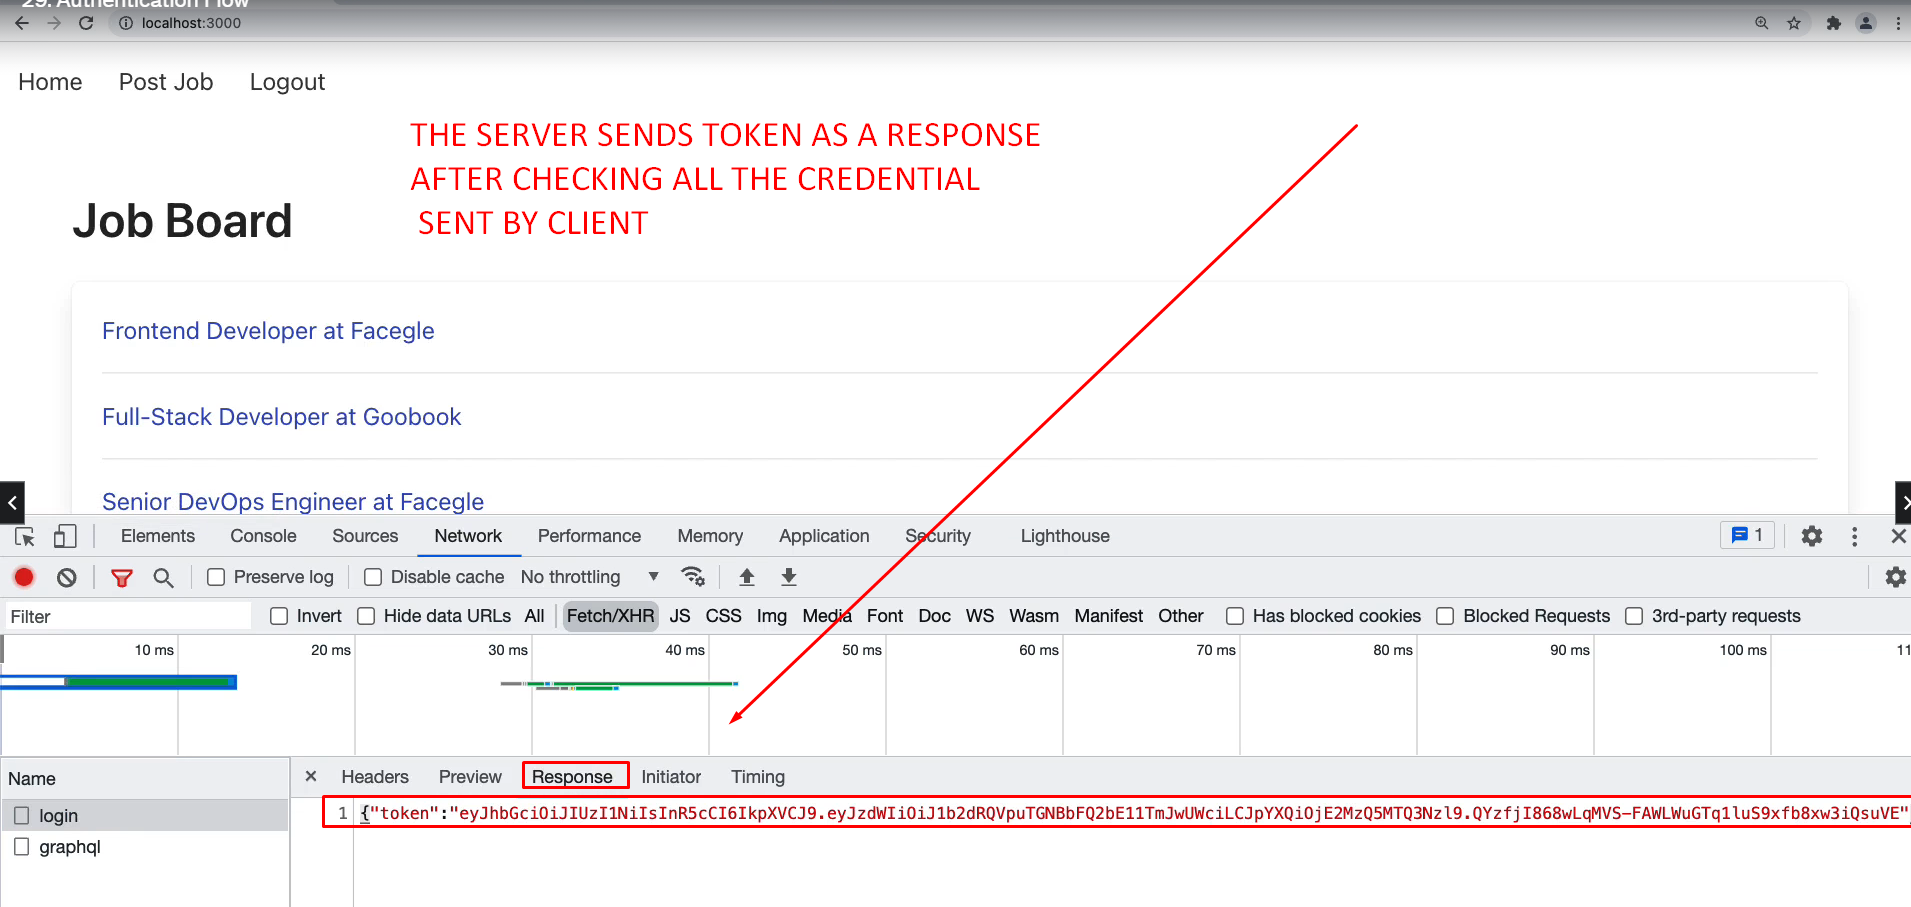 29. Authentication Flow
localhost:3000
Home Post Job Logout
THE SERVER SENDS TOKEN AS A RESPONSE
AFTER CHECKING ALL THE CREDENTIAL
SENT BY CLIENT
Job Board
Frontend Developer at Facegle
Full-Stack Developer at Goobook
Senior DevOps Engineer at Facegle
Elements Console Sources Network Performance Memory Application Security Lighthouse 1
Preserve log Disable cache No throttling
Filter Invert Hide data URLs All Fetch/XHR JS CSS Img Media Font Doc WS Wasm Manifest Other Has blocked cookies Blocked Requests 3rd-party requests
10 ms 20 ms 30 ms 40 ms 50 ms 60 ms 70 ms 80 ms 90 ms 100 ms 11
Name × Headers Preview Response Initiator Timing
login 1 {"token":"eyJhbGciOiJIUzI1NiIsInR5cCI6IkpXVCJ9.eyJzdWIiOiJ1b2dRQVpuTGNBbFQ2bE11TmJwUWciLCJpYXQiOjE2MzQ5MTQ3Nzl9.QYzfjI868wLqMVS-FAWLWuGTq1luS9xfb8xw3iQsuVE"
graphql